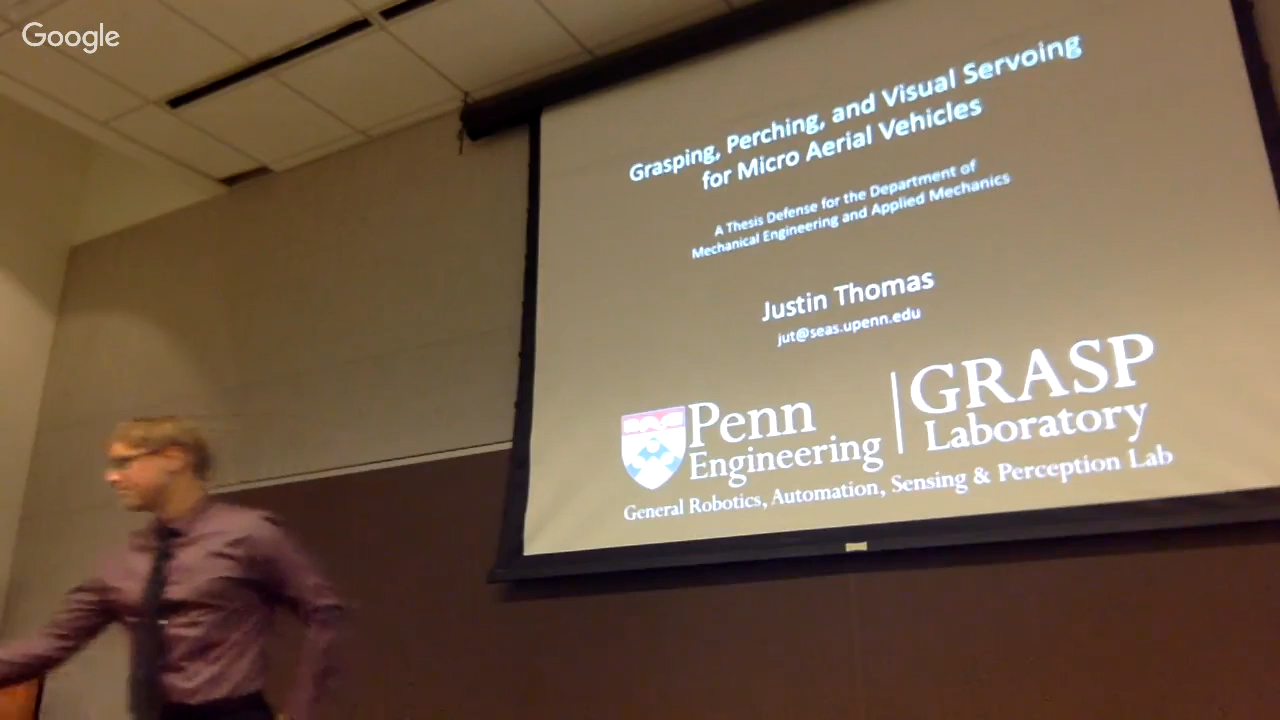 Google
Grasping, Perching, and Visual Servoing
for Micro Aerial Vehicles
A Thesis Defense for the Department of
Mechanical Engineering and Applied Mechanics
Justin Thomas
jut@seas.upenn.edu
Penn
Engineering
GRASP
Laboratory
General Robotics, Automation, Sensing & Perception Lab